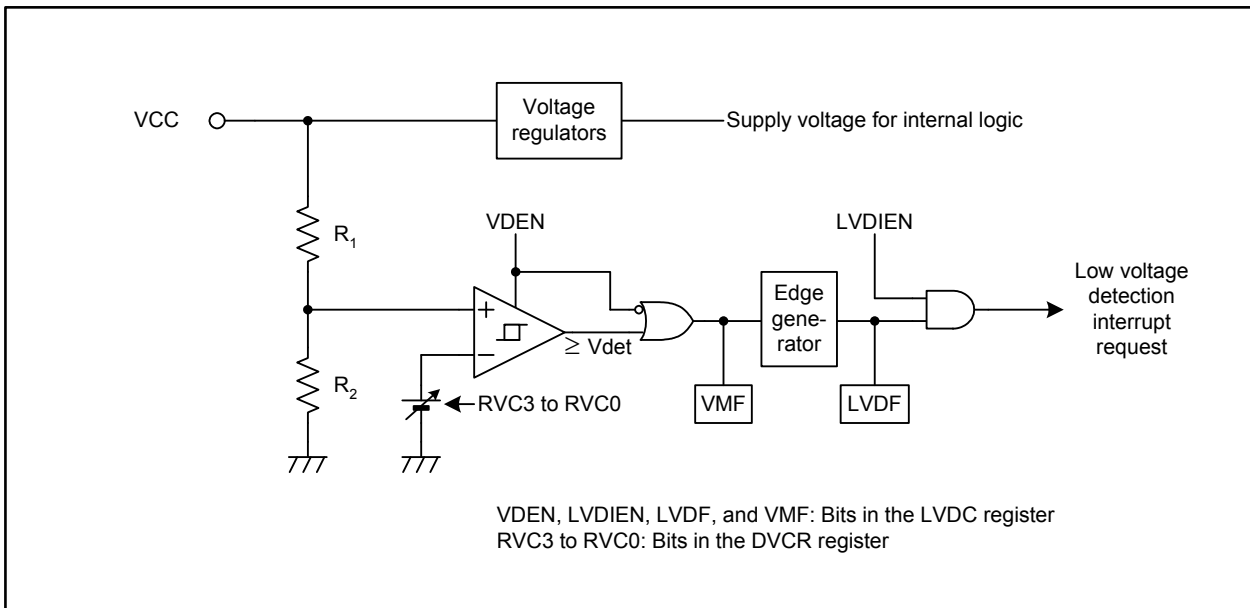 VCC
Voltage
regulators
Supply voltage for internal logic
R1
VDEN
LVDIEN
Low voltage
detection
interrupt
request
Edge
gene-
rator
+
−
≥ Vdet
R2
RVC3 to RVC0
VMF
LVDF
VDEN, LVDIEN, LVDF, and VMF: Bits in the LVDC register
RVC3 to RVC0: Bits in the DVCR register